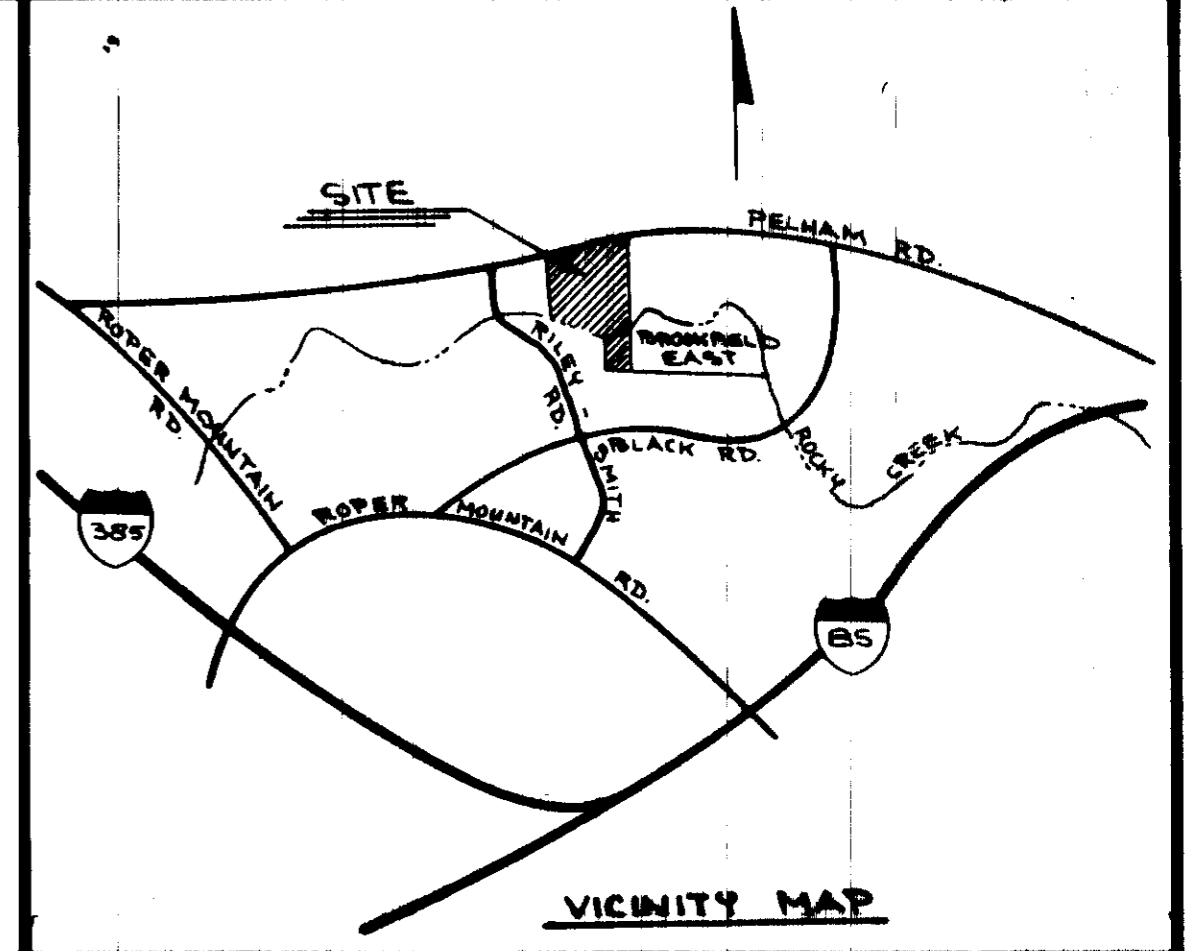 SITE
PELHAM RD.
ROPER MOUNTAIN
RD.
RILEY -
RD.
BROOKFIELD
EAST
SMITH
BLACK RD.
ROCKY CREEK
385
ROPER MOUNTAIN RD.
85
VICINITY MAP